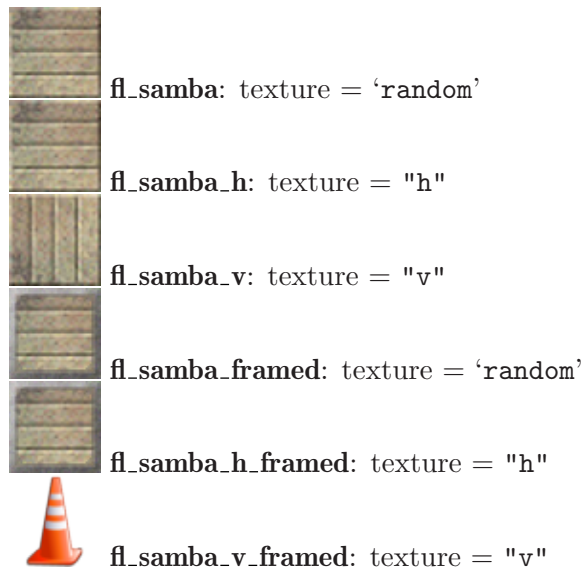 fl_samba: texture = ‘random’
fl_samba_h: texture = "h"
fl_samba_v: texture = "v"
fl_samba_framed: texture = ‘random’
fl_samba_h_framed: texture = "h"
fl_samba_v_framed: texture = "v"